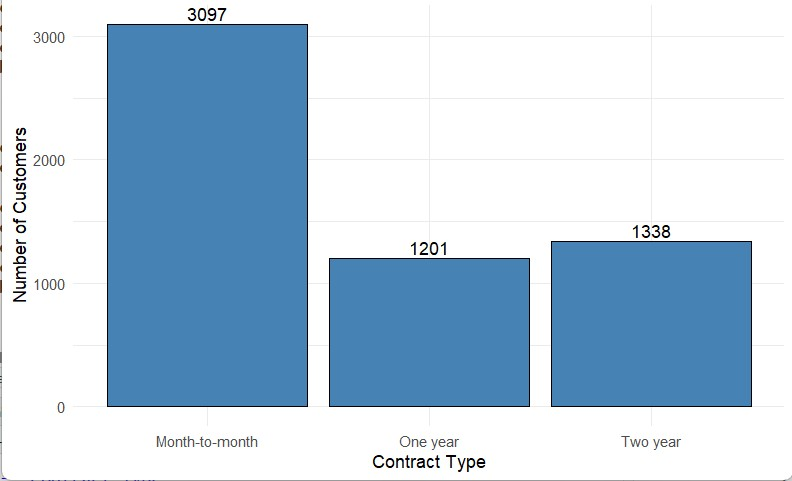 3097
3000
Number of Customers
2000
1338
1201
1000
0
Month-to-month
One year
Two year
Contract Type